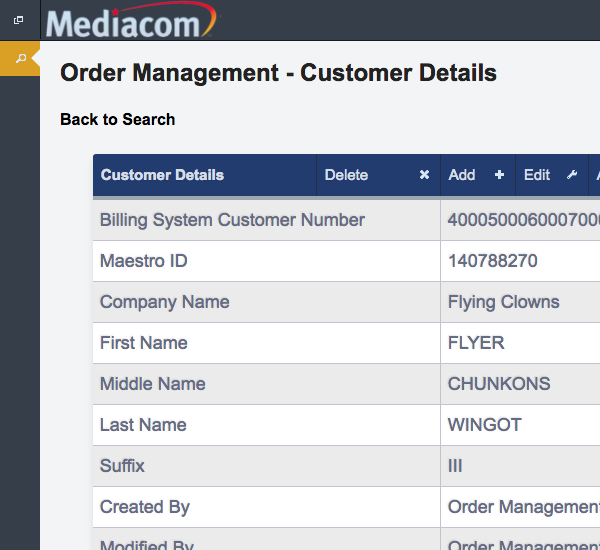 Mediacom
Order Management - Customer Details
Back to Search
Customer Details Delete Add Edit
Billing System Customer Number
Maestro ID 140788270
Company Name Flying Clowns
First Name FLYER
Middle Name CHUNKONS
Last Name WINGOT
Suffix III
Created By Order Management
Modified By Order Management